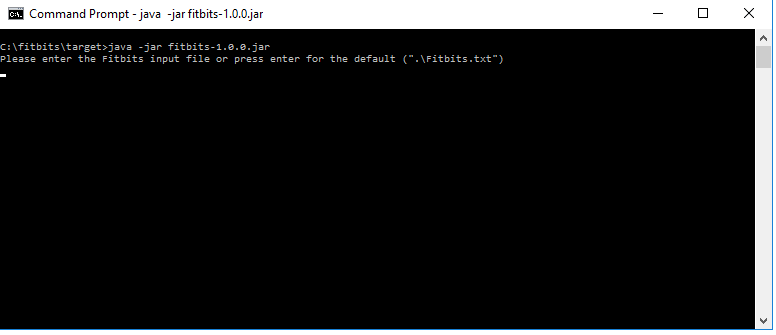 Command Prompt - java  -jar fitbits-1.0.0.jar
C:\fitbits\target>java -jar fitbits-1.0.0.jar
Please enter the Fitbits input file or press enter for the default (".\Fitbits.txt")